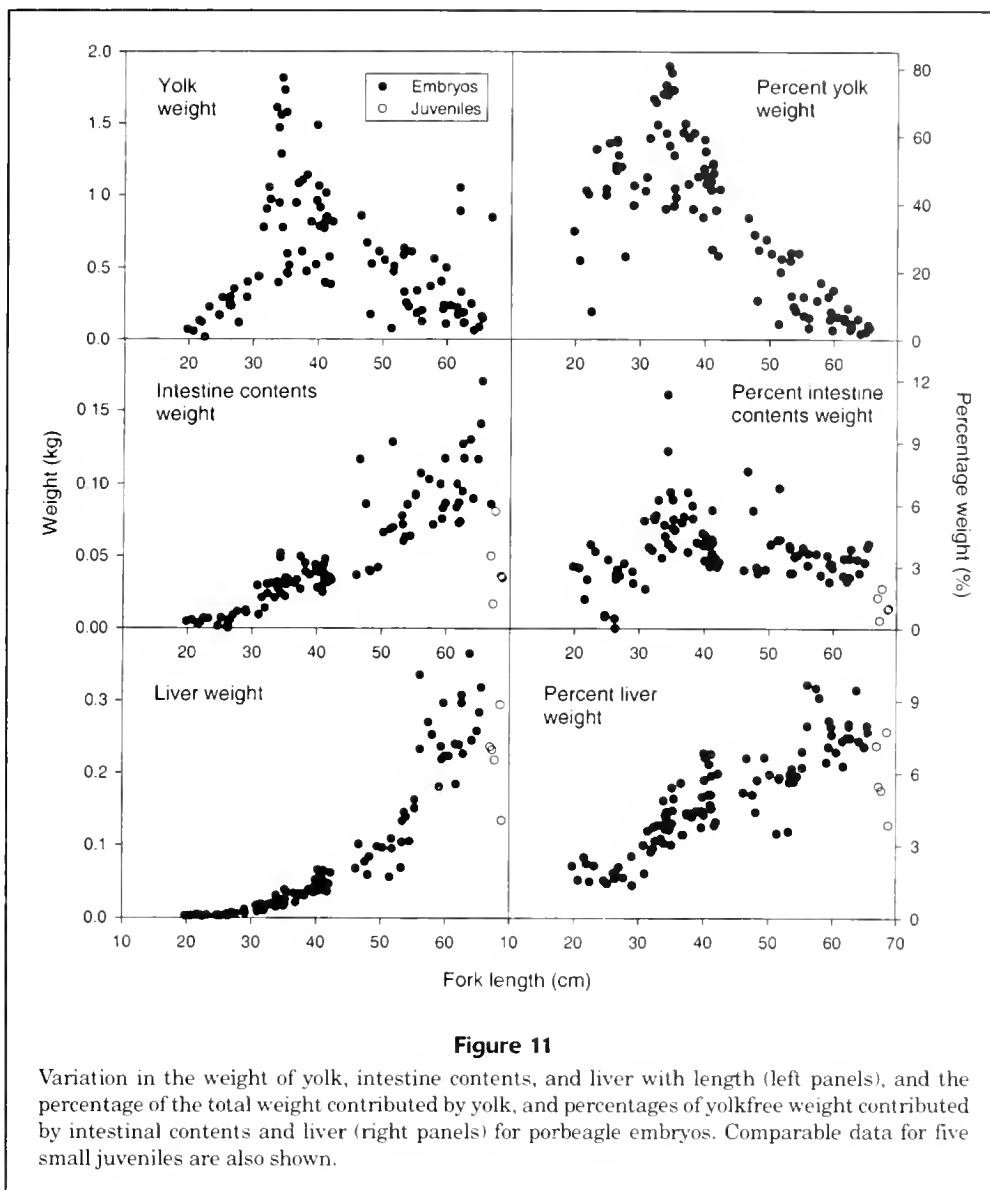 Yolk
weight
Embryos
Juveniles
Percent yolk
weight
2.0
1.5
1.0
0.5
0.0
80
60
40
20
0
20 30 40 50 60
20 30 40 50 60
Intestine contents
weight
Percent intestine
contents weight
0.15
0.10
0.05
0.00
12
9
6
3
0
Weight (kg)
Percentage weight (%)
20 30 40 50 60
20 30 40 50 60
Liver weight
Percent liver
weight
0.3
0.2
0.1
0.0
9
6
3
0
10 20 30 40 50 60 10 20 30 40 50 60 70
Fork length (cm)
Figure 11
Variation in the weight of yolk, intestine contents, and liver with length (left panels), and the
percentage of the total weight contributed by yolk, and percentages of yolkfree weight contributed
by intestinal contents and liver (right panels) for porbeagle embryos. Comparable data for five
small juveniles are also shown.